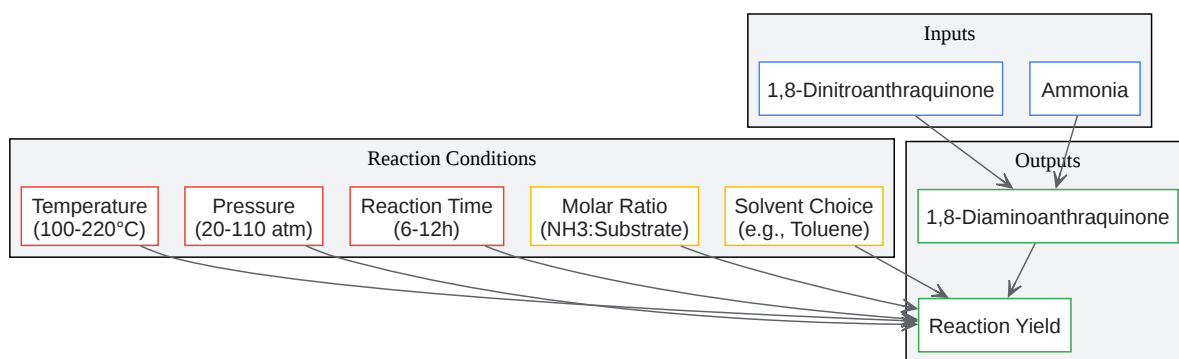 Inputs
1,8-Dinitroanthraquinone
Ammonia
Reaction Conditions
Temperature
(100-220°C)
Pressure
(20-110 atm)
Reaction Time
(6-12h)
Molar Ratio
(NH3:Substrate)
Solvent Choice
(e.g., Toluene)
Outputs
1,8-Diaminoanthraquinone
Reaction Yield